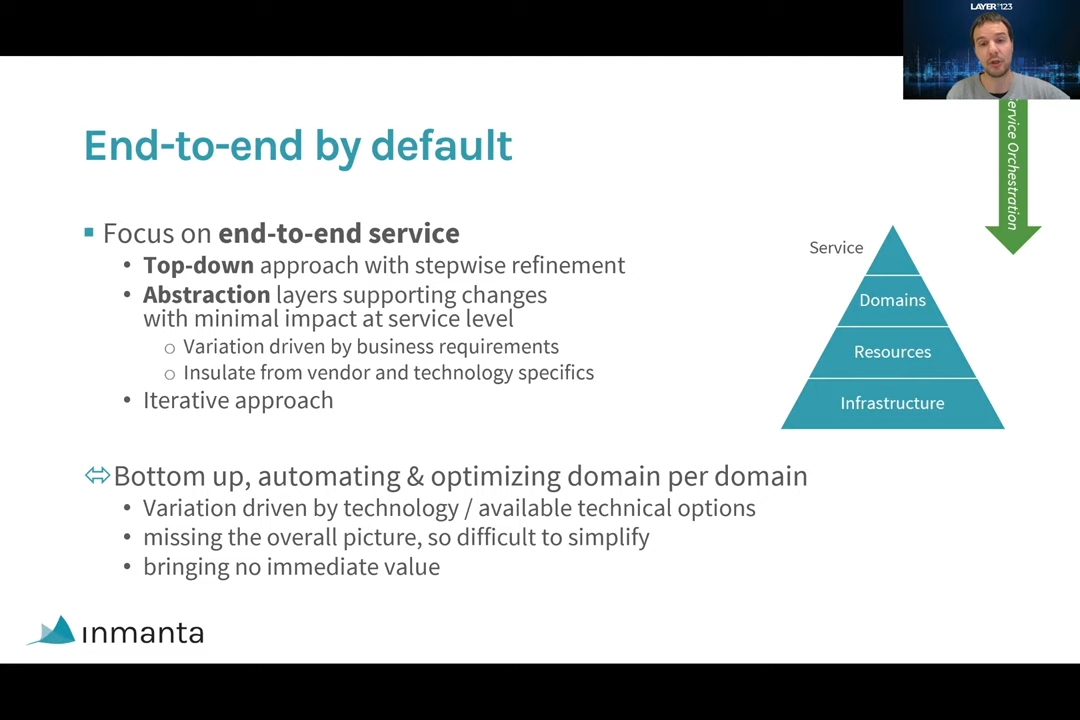 LAYER123
End-to-end by default
Focus on end-to-end service
Top-down approach with stepwise refinement
Abstraction layers supporting changes
with minimal impact at service level
Variation driven by business requirements
Insulate from vendor and technology specifics
Iterative approach
Bottom up, automating & optimizing domain per domain
Variation driven by technology / available technical options
missing the overall picture, so difficult to simplify
bringing no immediate value
Service
Domains
Resources
Infrastructure
ervice Orchestration
inmanta